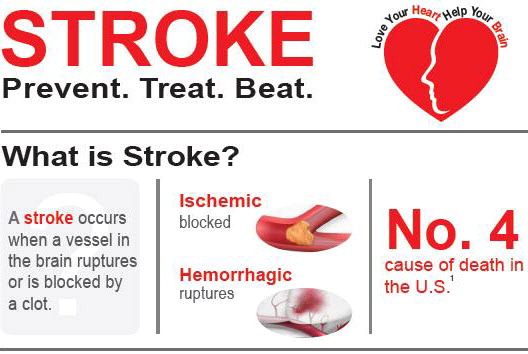 STROKE
Love Your Heart Help Your Brain
Prevent. Treat. Beat.
What is Stroke?
A stroke occurs
when a vessel in
the brain ruptures
or is blocked by
a clot.
Ischemic
blocked
Hemorrhagic
ruptures
No. 4
cause of death in
the U.S.¹